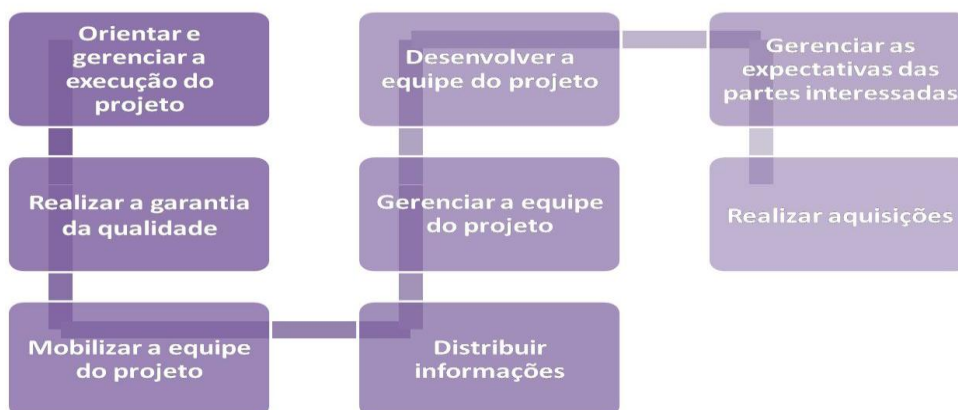 Orientar e
gerenciar a
execução do
projeto
Realizar a garantia
da qualidade
Mobilizar a equipe
do projeto
Distribuir
informações
Gerenciar a equipe
do projeto
Desenvolver a
equipe do projeto
Gerenciar as
expectativas das
partes interessadas
Realizar aquisições